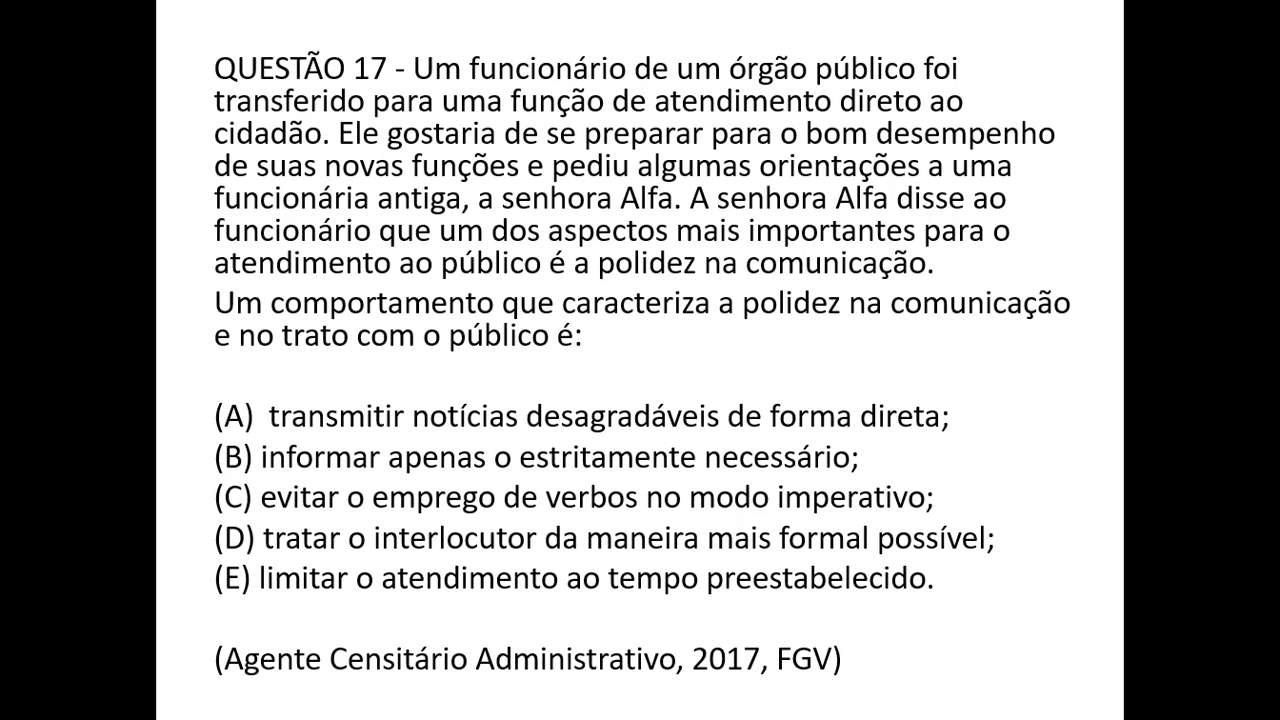 QUESTÃO 17 - Um funcionário de um órgão público foi
transferido para uma função de atendimento direto ao
cidadão. Ele gostaria de se preparar para o bom desempenho
de suas novas funções e pediu algumas orientações a uma
funcionária antiga, a senhora Alfa. A senhora Alfa disse ao
funcionário que um dos aspectos mais importantes para o
atendimento ao público é a polidez na comunicação.
Um comportamento que caracteriza a polidez na comunicação
e no trato com o público é:
(A) transmitir notícias desagradáveis de forma direta;
(B) informar apenas o estritamente necessário;
(C) evitar o emprego de verbos no modo imperativo;
(D) tratar o interlocutor da maneira mais formal possível;
(E) limitar o atendimento ao tempo preestabelecido.
(Agente Censitário Administrativo, 2017, FGV)